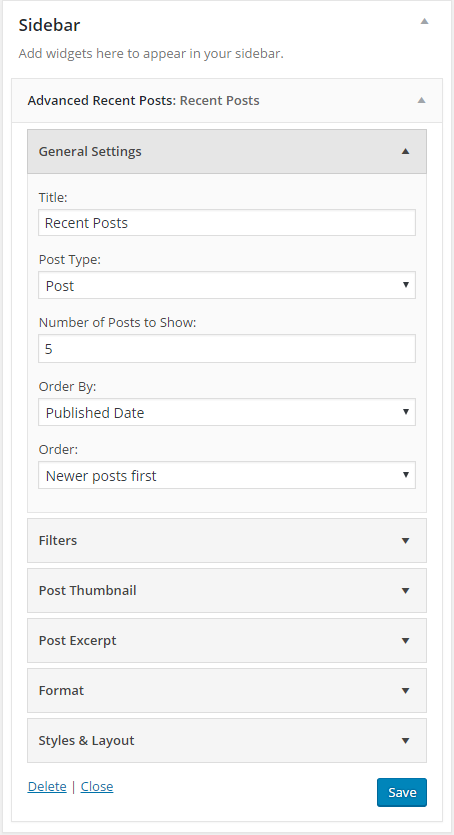 Sidebar
Add widgets here to appear in your sidebar.
Advanced Recent Posts: Recent Posts
General Settings
Title:
Recent Posts
Post Type:
Post
Number of Posts to Show:
5
Order By:
Published Date
Order:
Newer posts first
Filters
Post Thumbnail
Post Excerpt
Format
Styles & Layout
Delete | Close
Save